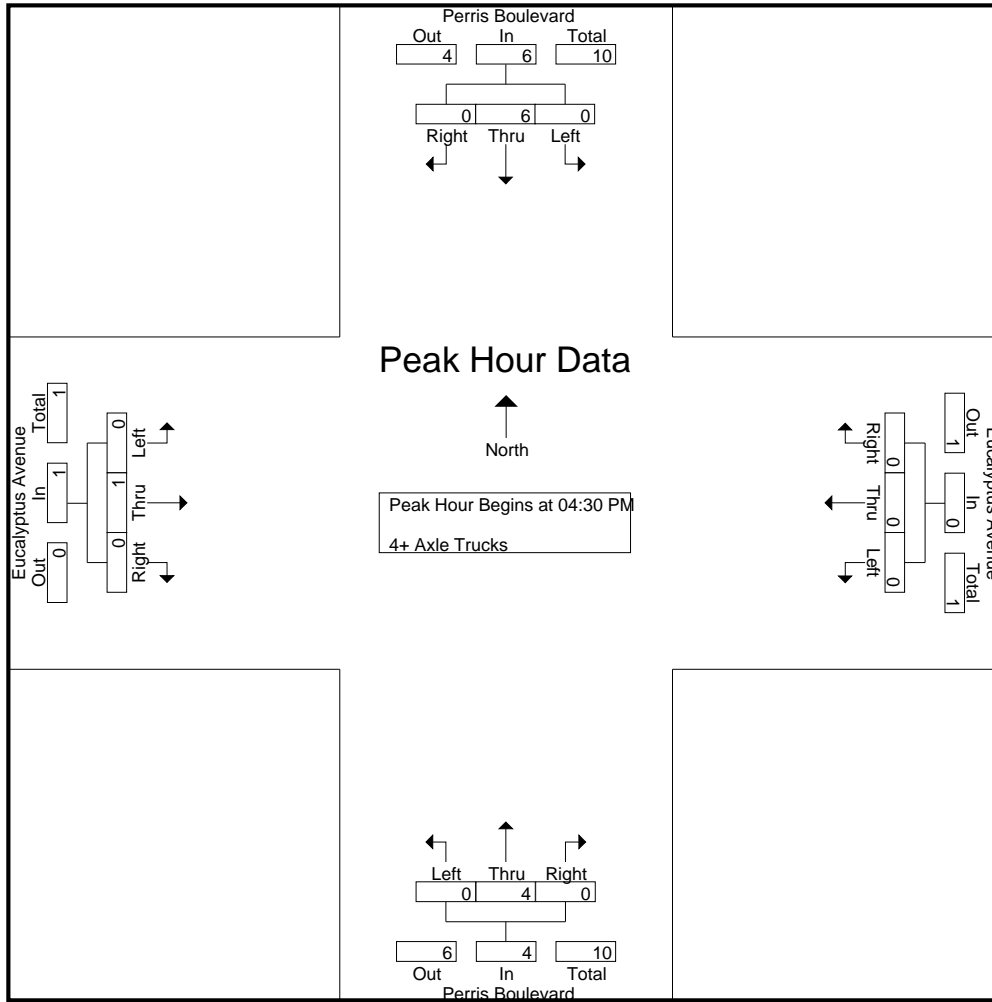 Perris Boulevard
Out In Total
4 6 10
0 6 0
Right Thru Left
Peak Hour Data
North
Peak Hour Begins at 04:30 PM
4+ Axle Trucks
Eucalyptus Avenue
Out In Total
0 1 1
0 1 0
Left Thru Right
Eucalyptus Avenue
Out In Total
1 0 1
0 0 0
Right Thru Left
Left Thru Right
0 4 0
6 4 10
Out In Total
Perris Boulevard